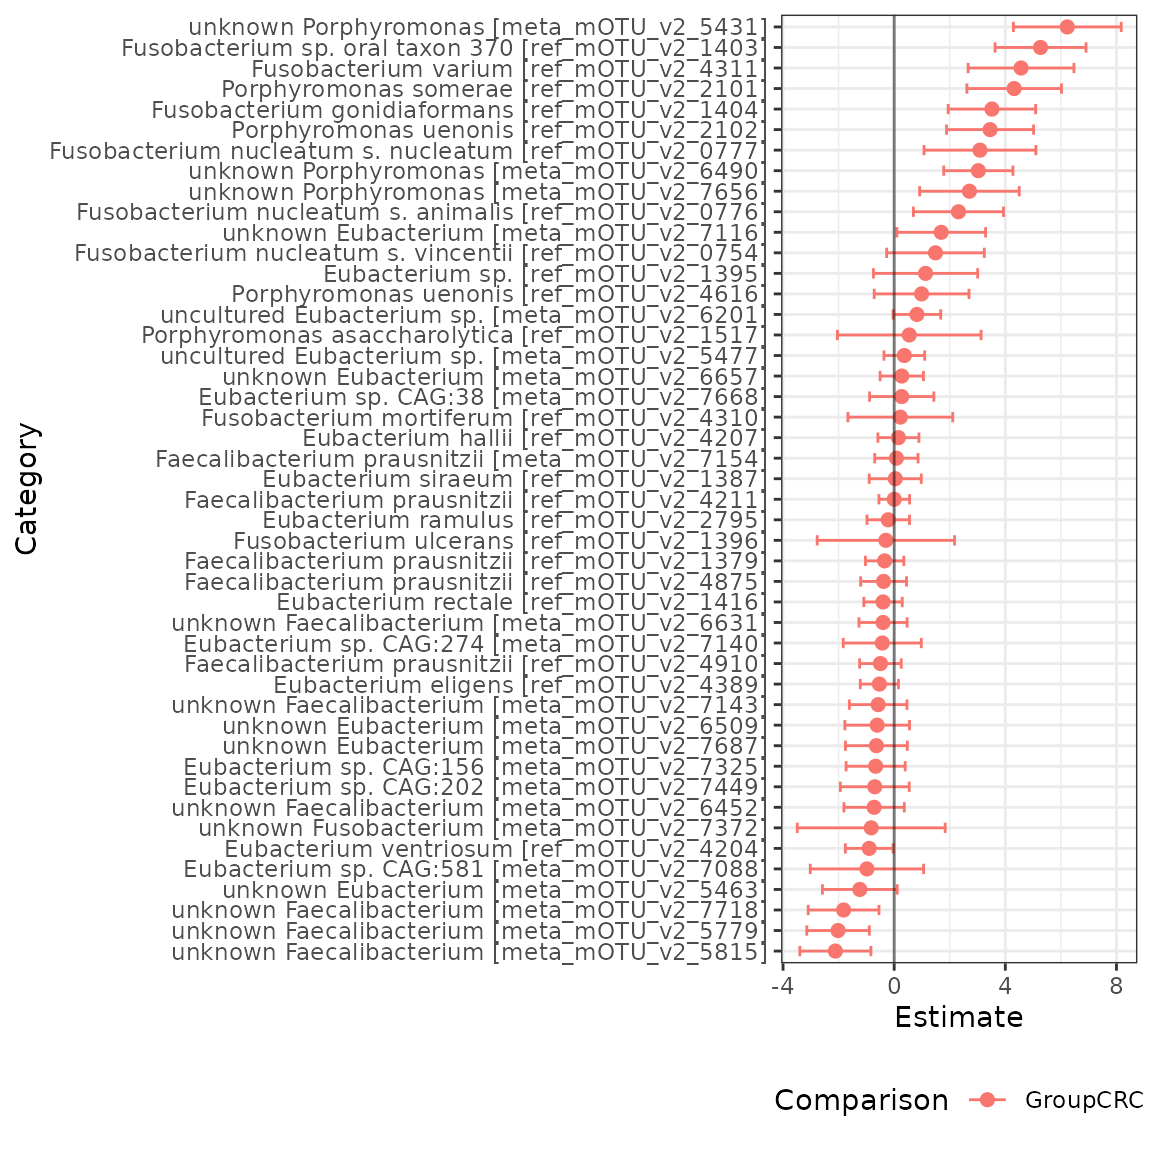 Category
unknown Porphyromonas [meta_mOTU_v2_5431]
Fusobacterium sp. oral taxon 370 [ref_mOTU_v2_1403]
Fusobacterium varium [ref_mOTU_v2_4311]
Porphyromonas somerae [ref_mOTU_v2_2101]
Fusobacterium gonidiaformans [ref_mOTU_v2_1404]
Porphyromonas uenonis [ref_mOTU_v2_2102]
Fusobacterium nucleatum s. nucleatum [ref_mOTU_v2_0777]
unknown Porphyromonas [meta_mOTU_v2_6490]
unknown Porphyromonas [meta_mOTU_v2_7656]
Fusobacterium nucleatum s. animalis [ref_mOTU_v2_0776]
unknown Eubacterium [meta_mOTU_v2_7116]
Fusobacterium nucleatum s. vincentii [ref_mOTU_v2_0754]
Eubacterium sp. [ref_mOTU_v2_1395]
Porphyromonas uenonis [ref_mOTU_v2_4616]
uncultured Eubacterium sp. [meta_mOTU_v2_6201]
Porphyromonas asaccharolytica [ref_mOTU_v2_1517]
uncultured Eubacterium sp. [meta_mOTU_v2_5477]
unknown Eubacterium [meta_mOTU_v2_6657]
Eubacterium sp. CAG:38 [meta_mOTU_v2_7668]
Fusobacterium mortiferum [ref_mOTU_v2_4310]
Eubacterium hallii [ref_mOTU_v2_4207]
Faecalibacterium prausnitzii [meta_mOTU_v2_7154]
Eubacterium siraeum [ref_mOTU_v2_1387]
Faecalibacterium prausnitzii [ref_mOTU_v2_4211]
Eubacterium ramulus [ref_mOTU_v2_2795]
Fusobacterium ulcerans [ref_mOTU_v2_1396]
Faecalibacterium prausnitzii [ref_mOTU_v2_1379]
Faecalibacterium prausnitzii [ref_mOTU_v2_4875]
Eubacterium rectale [ref_mOTU_v2_1416]
unknown Faecalibacterium [meta_mOTU_v2_6631]
Eubacterium sp. CAG:274 [meta_mOTU_v2_7140]
Faecalibacterium prausnitzii [ref_mOTU_v2_4910]
Eubacterium eligens [ref_mOTU_v2_4389]
unknown Faecalibacterium [meta_mOTU_v2_7143]
unknown Eubacterium [meta_mOTU_v2_6509]
unknown Eubacterium [meta_mOTU_v2_7687]
Eubacterium sp. CAG:156 [meta_mOTU_v2_7325]
Eubacterium sp. CAG:202 [meta_mOTU_v2_7449]
unknown Faecalibacterium [meta_mOTU_v2_6452]
unknown Fusobacterium [meta_mOTU_v2_7372]
Eubacterium ventriosum [ref_mOTU_v2_4204]
Eubacterium sp. CAG:581 [meta_mOTU_v2_7088]
unknown Eubacterium [meta_mOTU_v2_5463]
unknown Faecalibacterium [meta_mOTU_v2_7718]
unknown Faecalibacterium [meta_mOTU_v2_5779]
unknown Faecalibacterium [meta_mOTU_v2_5815]
-4 0 4 8
Estimate
Comparison GroupCRC